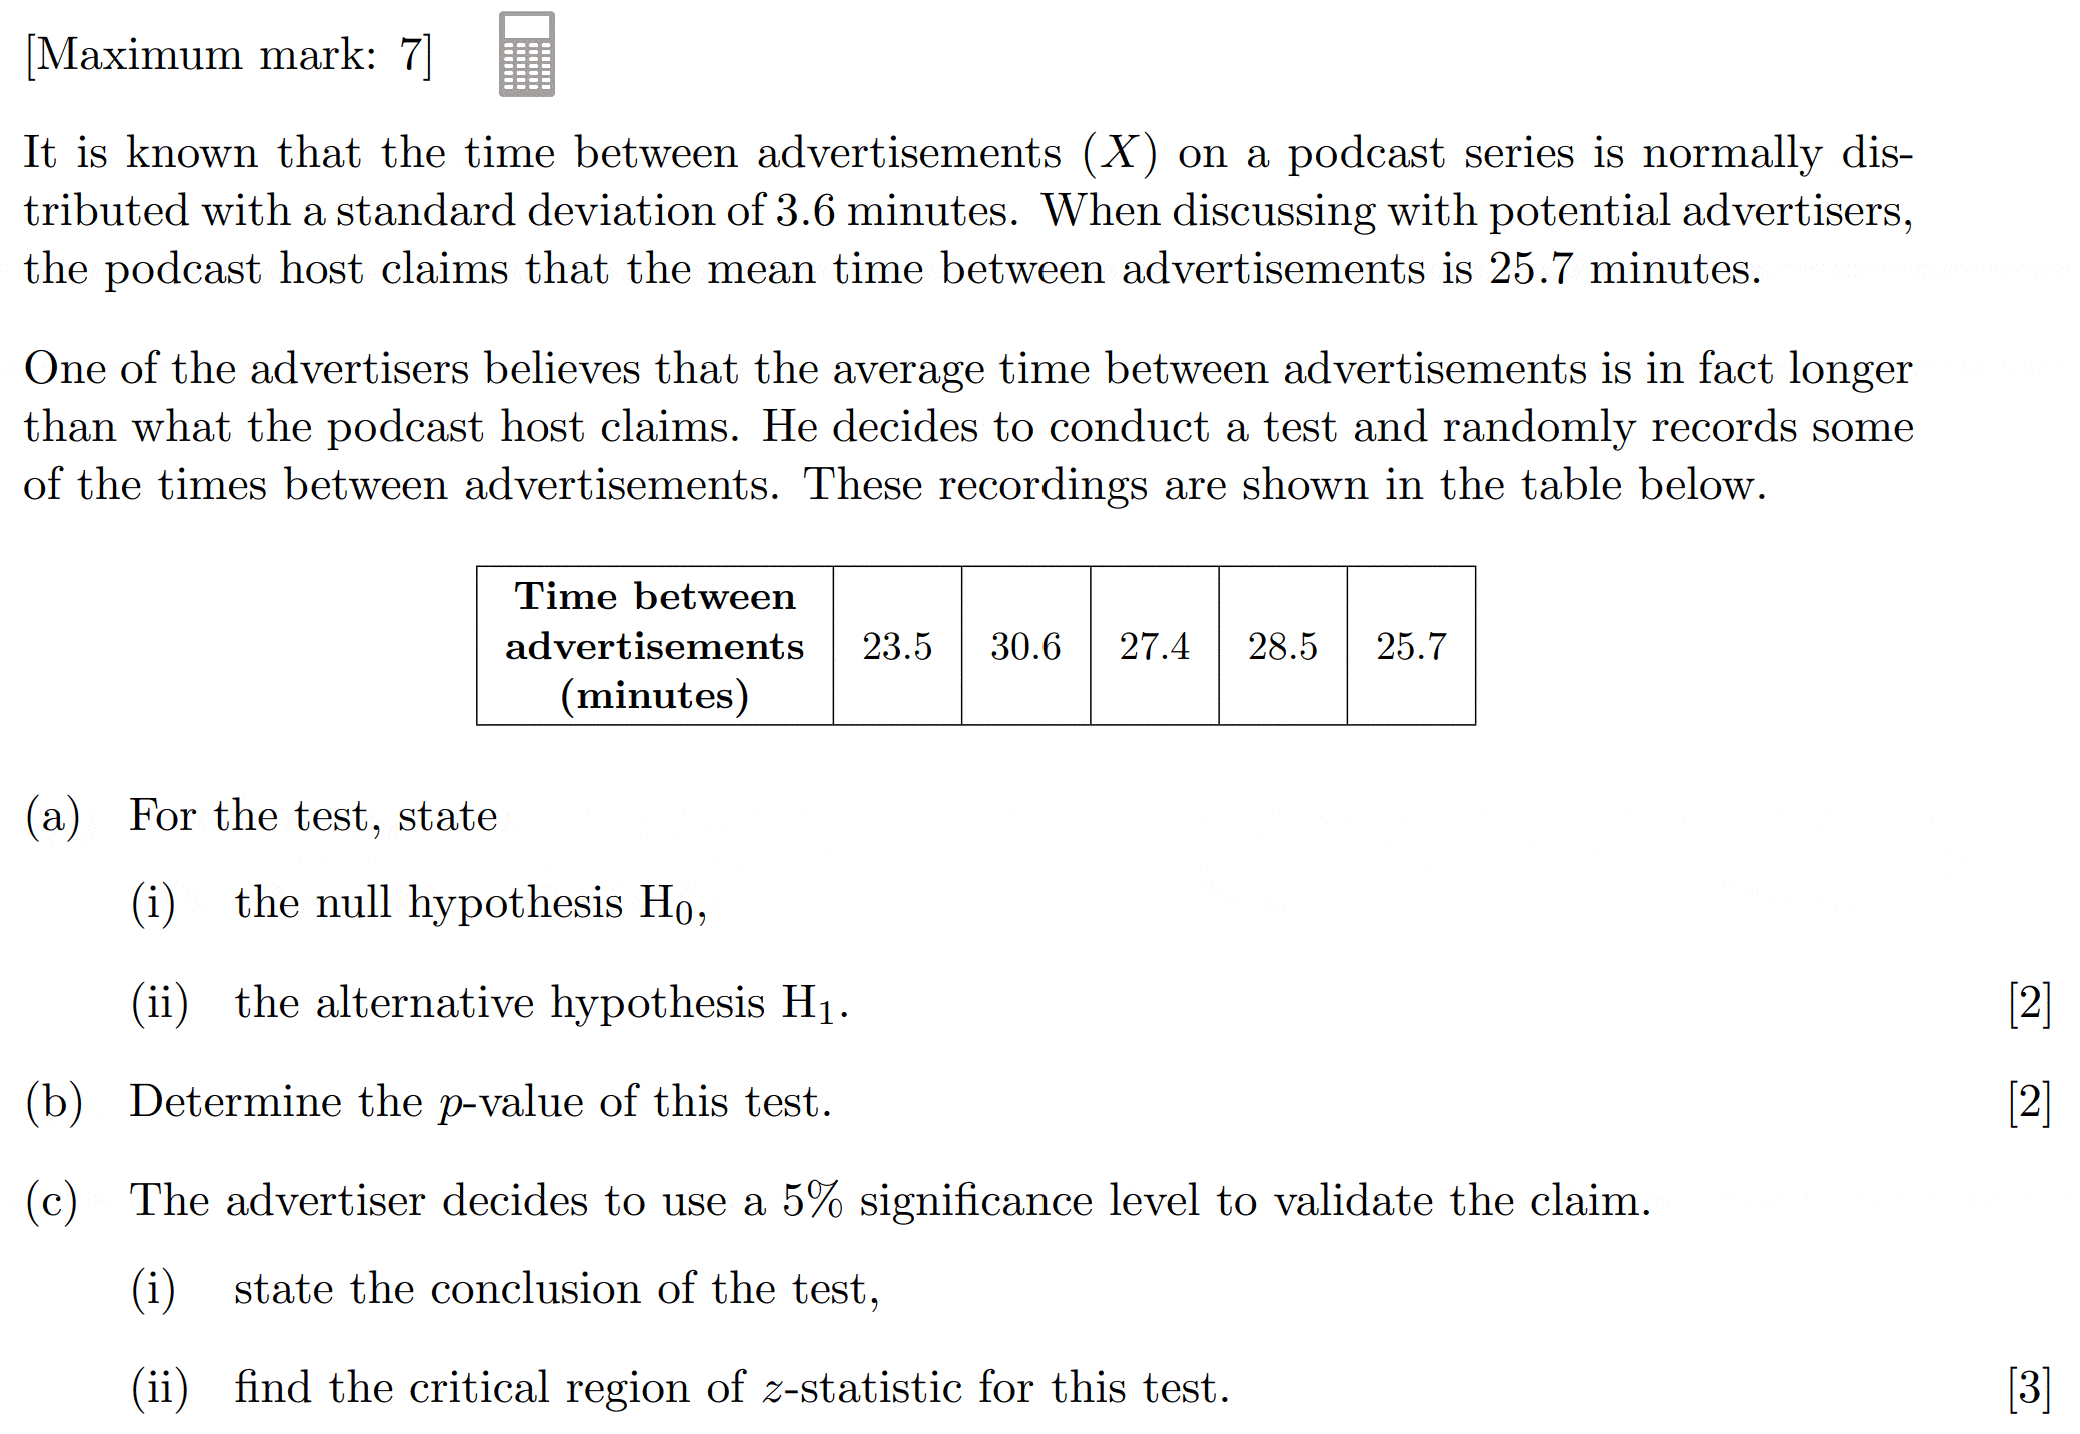 [Maximum mark: 7]
It is known that the time between advertisements (X) on a podcast series is normally dis-
tributed with a standard deviation of 3.6 minutes. When discussing with potential advertisers,
the podcast host claims that the mean time between advertisements is 25.7 minutes.
One of the advertisers believes that the average time between advertisements is in fact longer
than what the podcast host claims. He decides to conduct a test and randomly records some
of the times between advertisements. These recordings are shown in the table below.
Time between
advertisements 23.5 30.6 27.4 28.5 25.7
(minutes)
(a) For the test, state
(i) the null hypothesis H₀,
(ii) the alternative hypothesis H₁. [2]
(b) Determine the p-value of this test. [2]
(c) The advertiser decides to use a 5% significance level to validate the claim.
(i) state the conclusion of the test,
(ii) find the critical region of z-statistic for this test. [3]